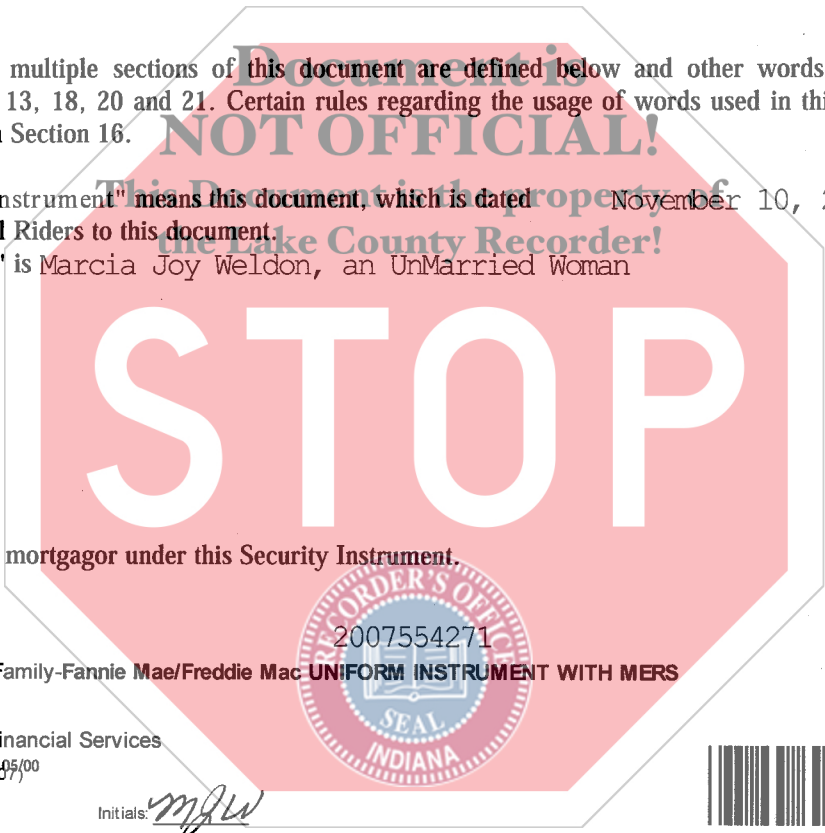 multiple sections of this document are defined below and other words
Document is
13, 18, 20 and 21. Certain rules regarding the usage of words used in thi
Section 16.
NOT OFFICIAL!
nstrument" means this document, which is dated November 10, 2
This Document is the property of
Riders to this document.
the Lake County Recorder!
" is Marcia Joy Weldon, an UnMarried Woman
STOP
mortgagor under this Security Instrument.
RECORDER'S OFFICE
2007554271
Family-Fannie Mae/Freddie Mac UNIFORM INSTRUMENT WITH MERS
SEAL
INDIANA
inancial Services
05/00
Initials: MJW